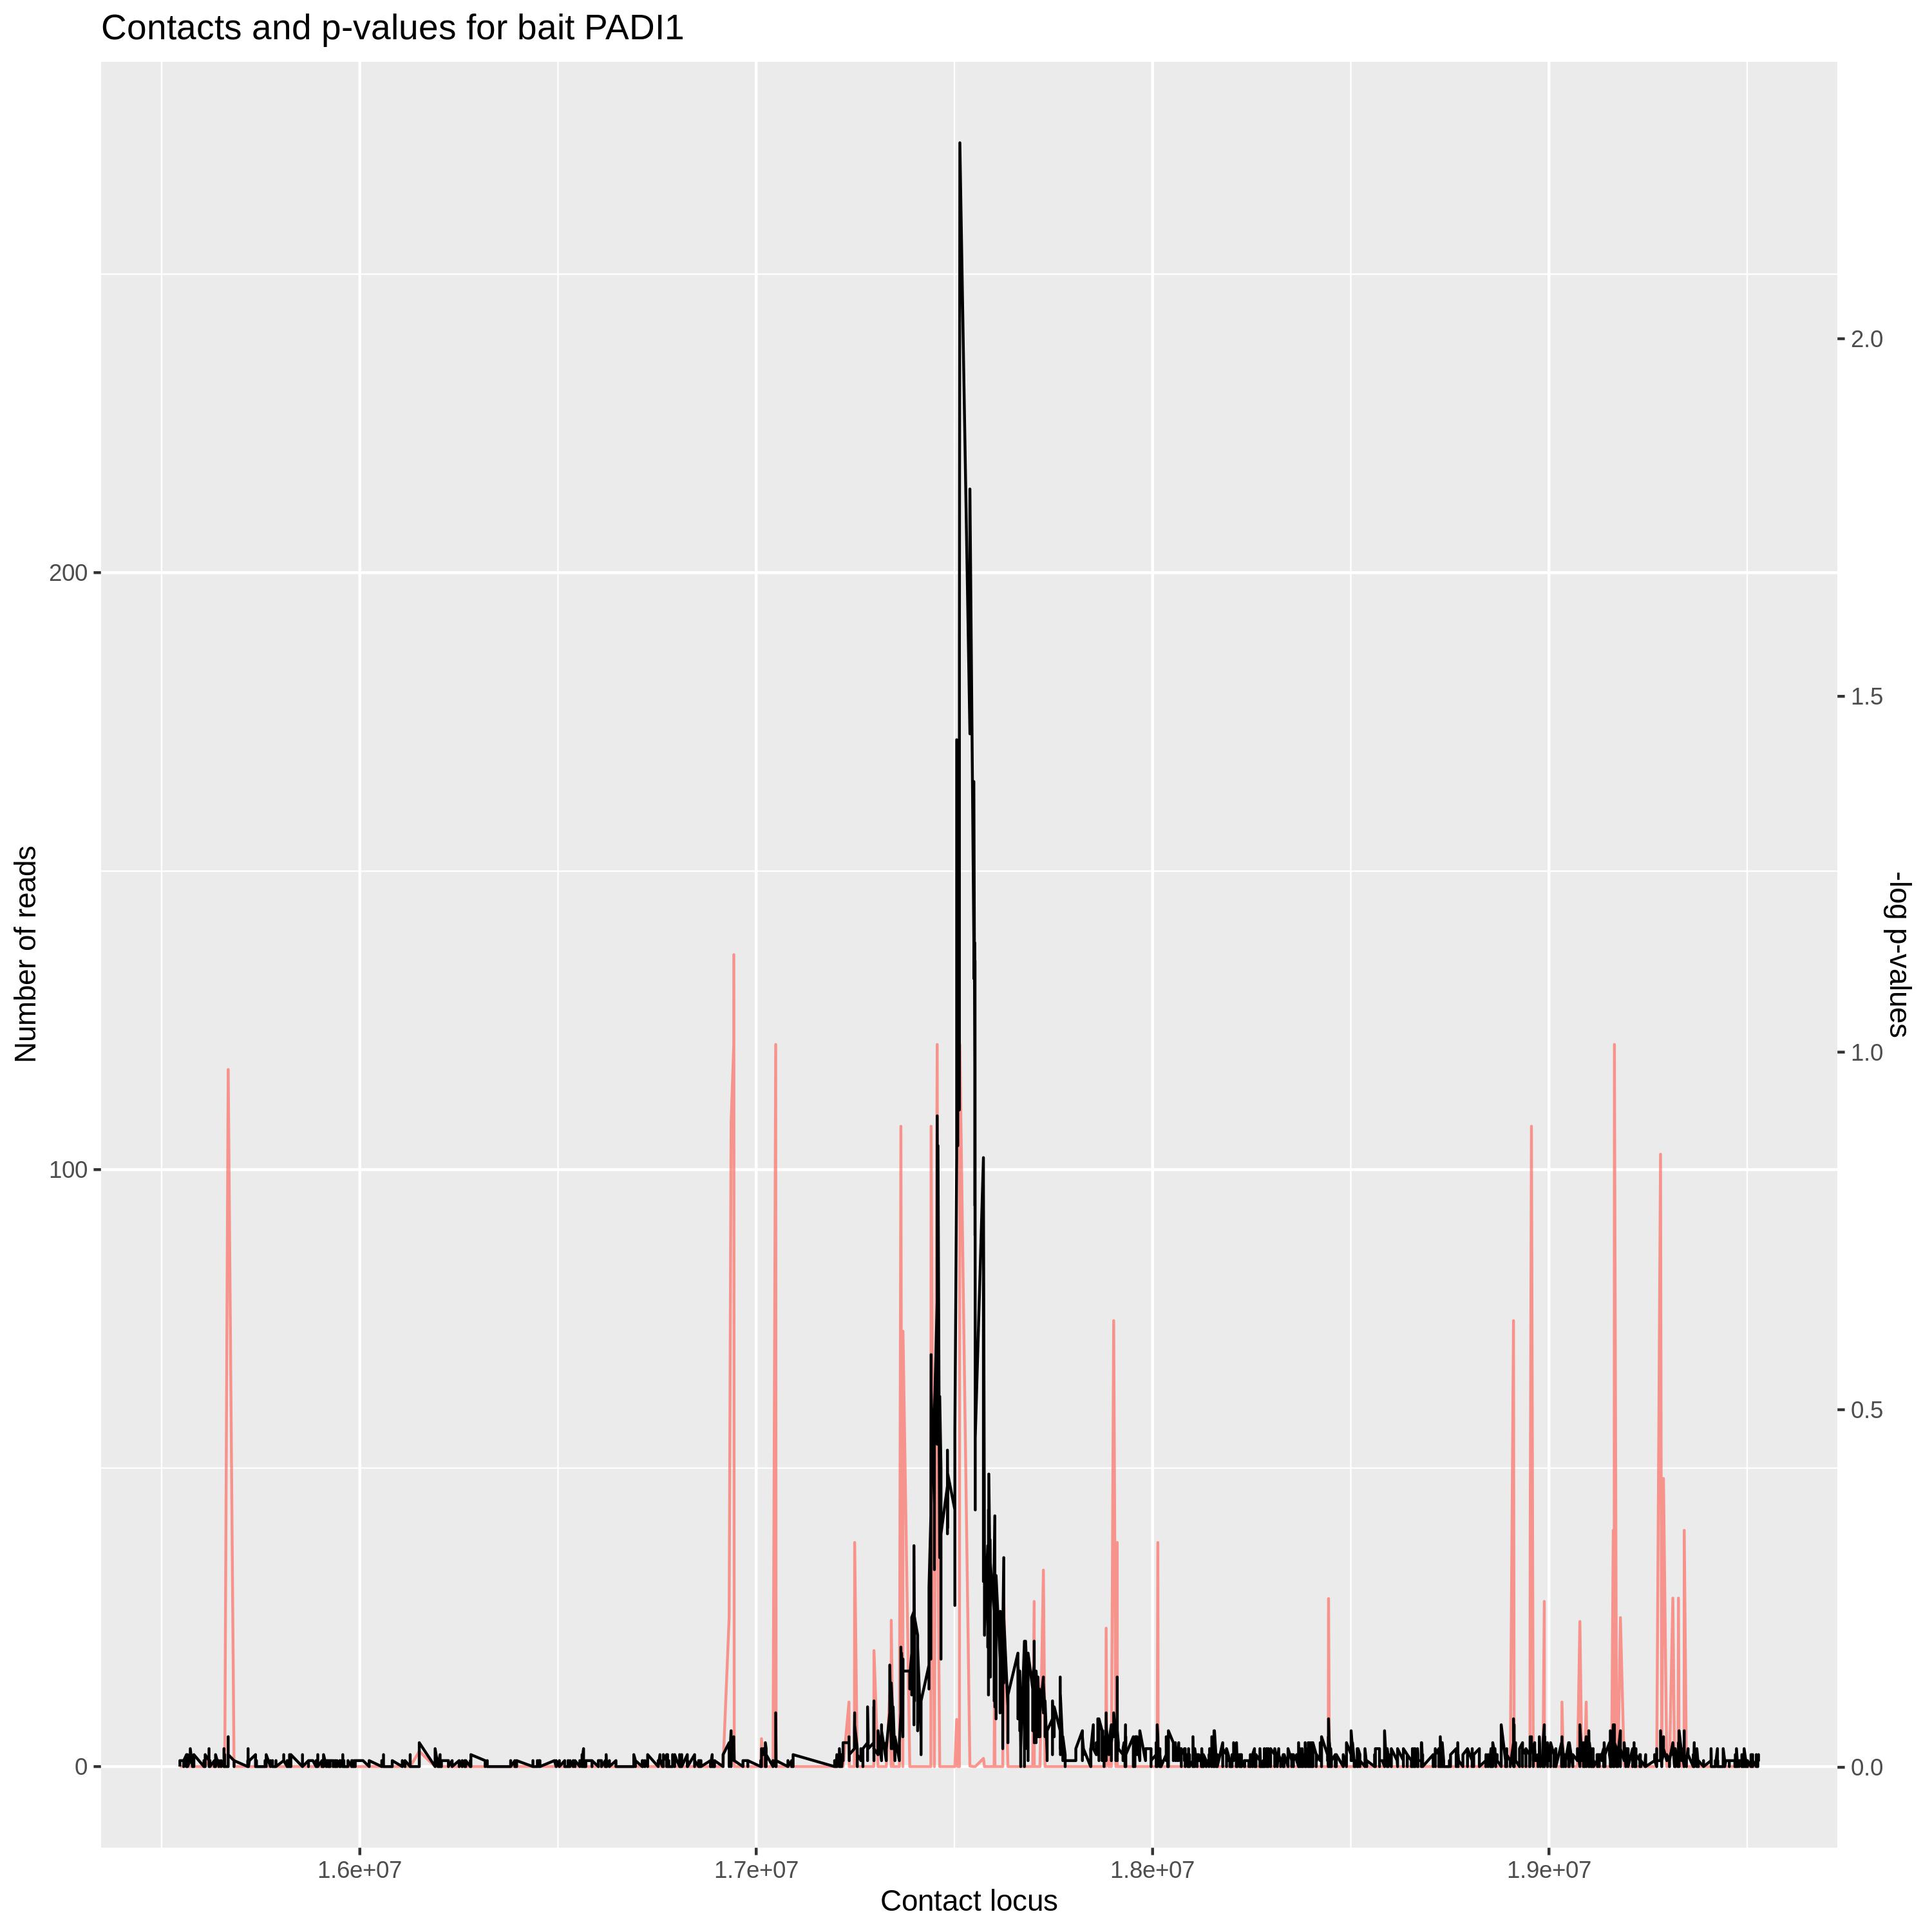 Contacts and p-values for bait PADI1
Number of reads
200
100
0
2.0
1.5
1.0
0.5
0.0
-log p-values
1.6e+07
1.7e+07
1.8e+07
1.9e+07
Contact locus